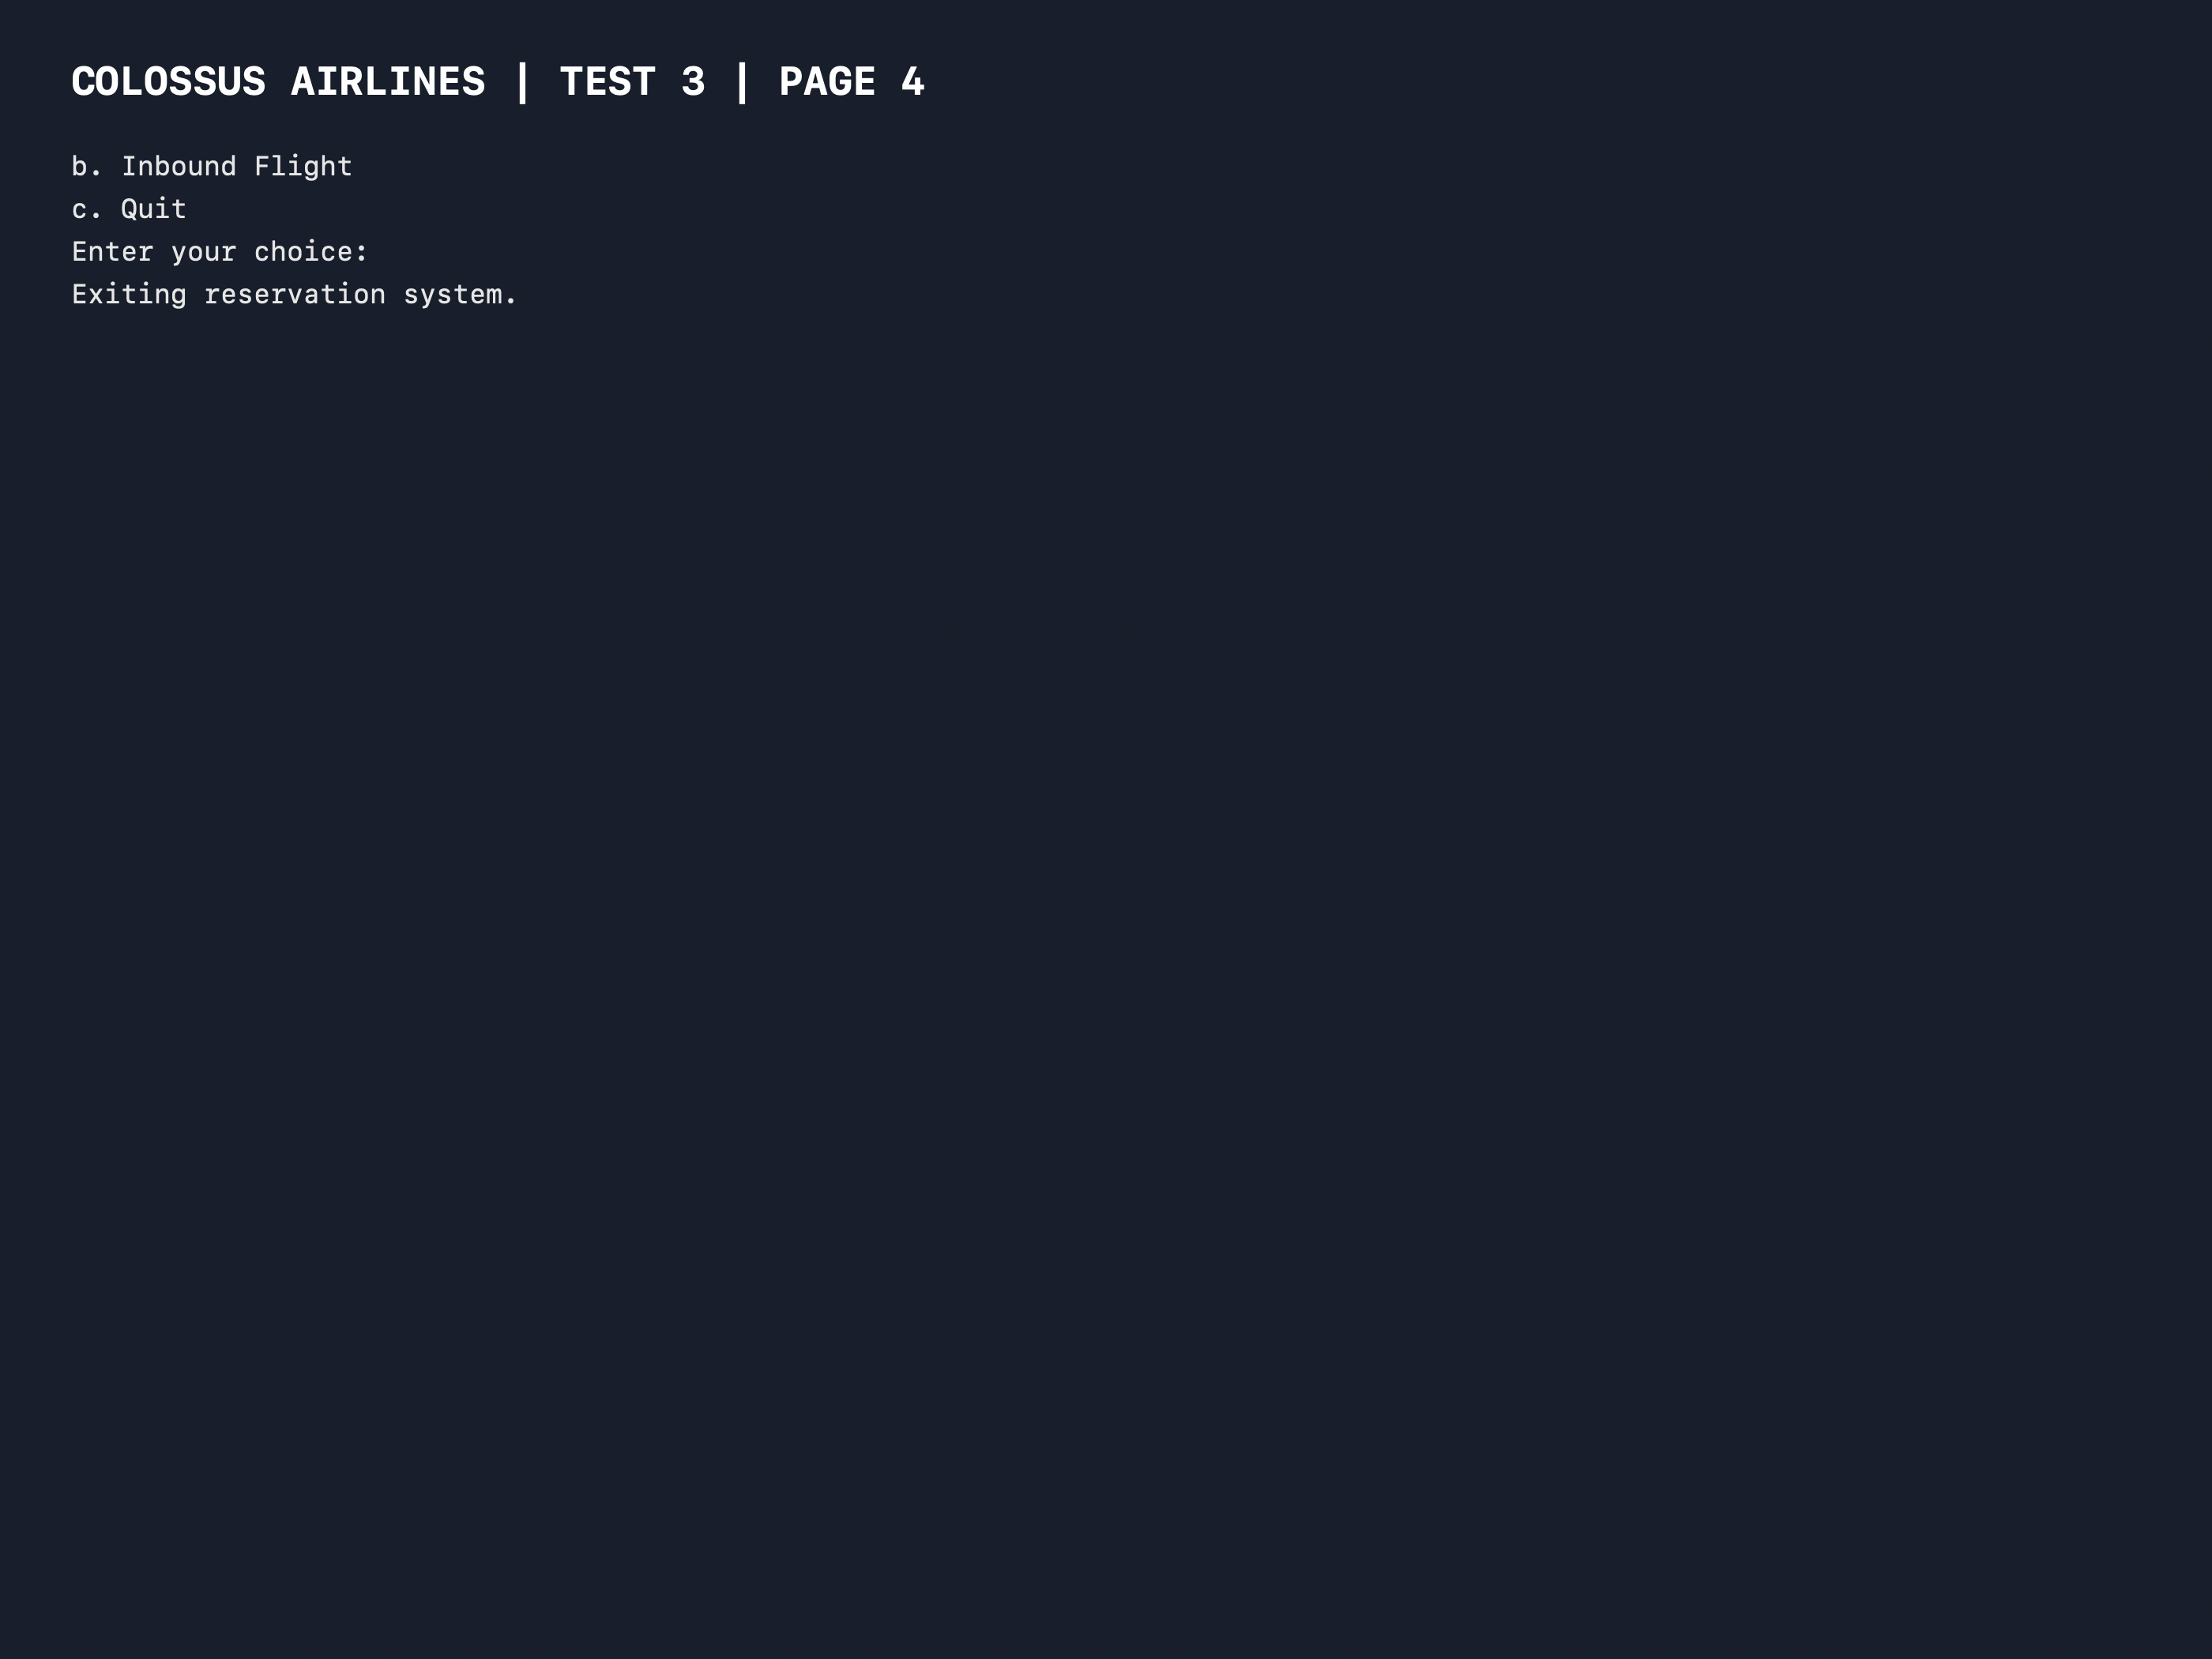 COLOSSUS AIRLINES | TEST 3 | PAGE 4
b. Inbound Flight
c. Quit
Enter your choice:
Exiting reservation system.